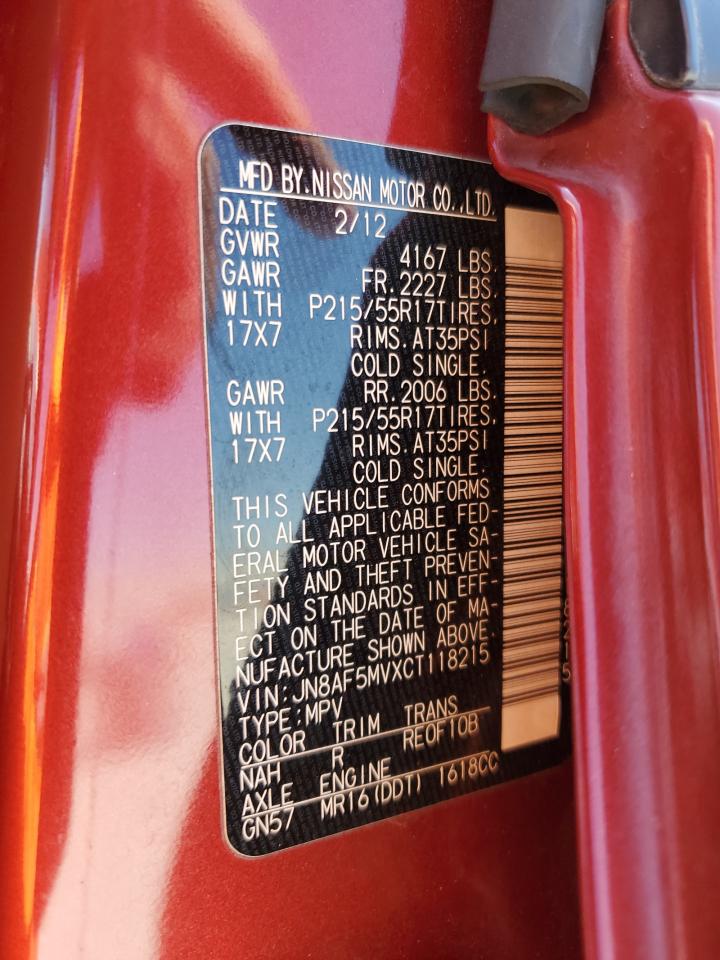 MFD BY.NISSAN MOTOR CO.,LTD.
DATE 2/12
GVWR 4167 LBS.
GAWR FR.2227 LBS.
WITH P215/55R17TIRES,
17X7 RIMS.AT35PSI
COLD SINGLE.
GAWR RR.2006 LBS.
WITH P215/55R17TIRES,
17X7 RIMS.AT35PSI
COLD SINGLE.
THIS VEHICLE CONFORMS
TO ALL APPLICABLE FED-
ERAL MOTOR VEHICLE SA-
FETY AND THEFT PREVEN-
TION STANDARDS IN EFF-
ECT ON THE DATE OF MA-
NUFACTURE SHOWN ABOVE.
VIN:JN8AF5MVXCT118215
TYPE:MPV
COLOR TRIM TRANS
NAH R RE0F10B
AXLE ENGINE
GN57 MR16(DDT) 1618CC
8215